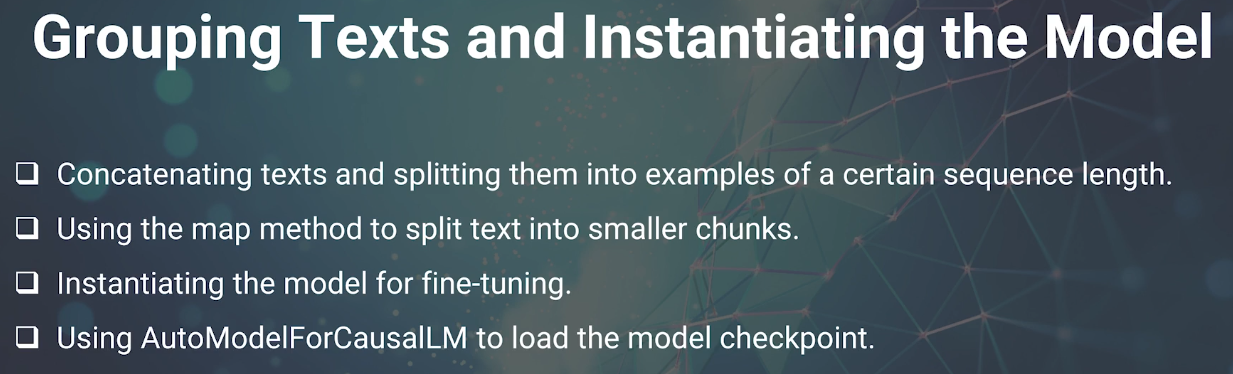 Grouping Texts and Instantiating the Model
❑ Concatenating texts and splitting them into examples of a certain sequence length.
❑ Using the map method to split text into smaller chunks.
❑ Instantiating the model for fine-tuning.
❑ Using AutoModelForCausalLM to load the model checkpoint.